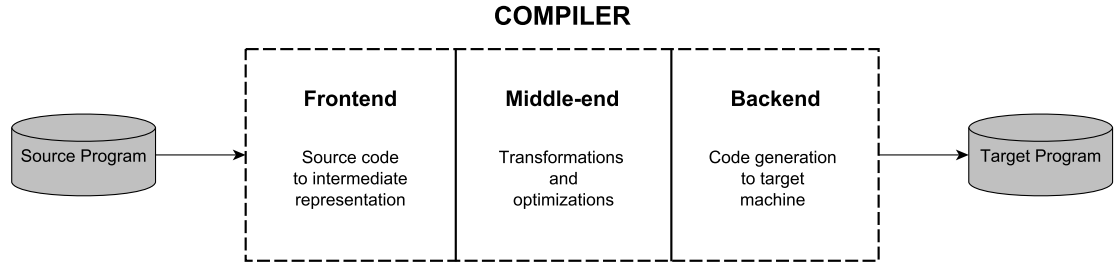 COMPILER
Source Program
Frontend
Source code
to intermediate
representation
Middle-end
Transformations
and
optimizations
Backend
Code generation
to target
machine
Target Program